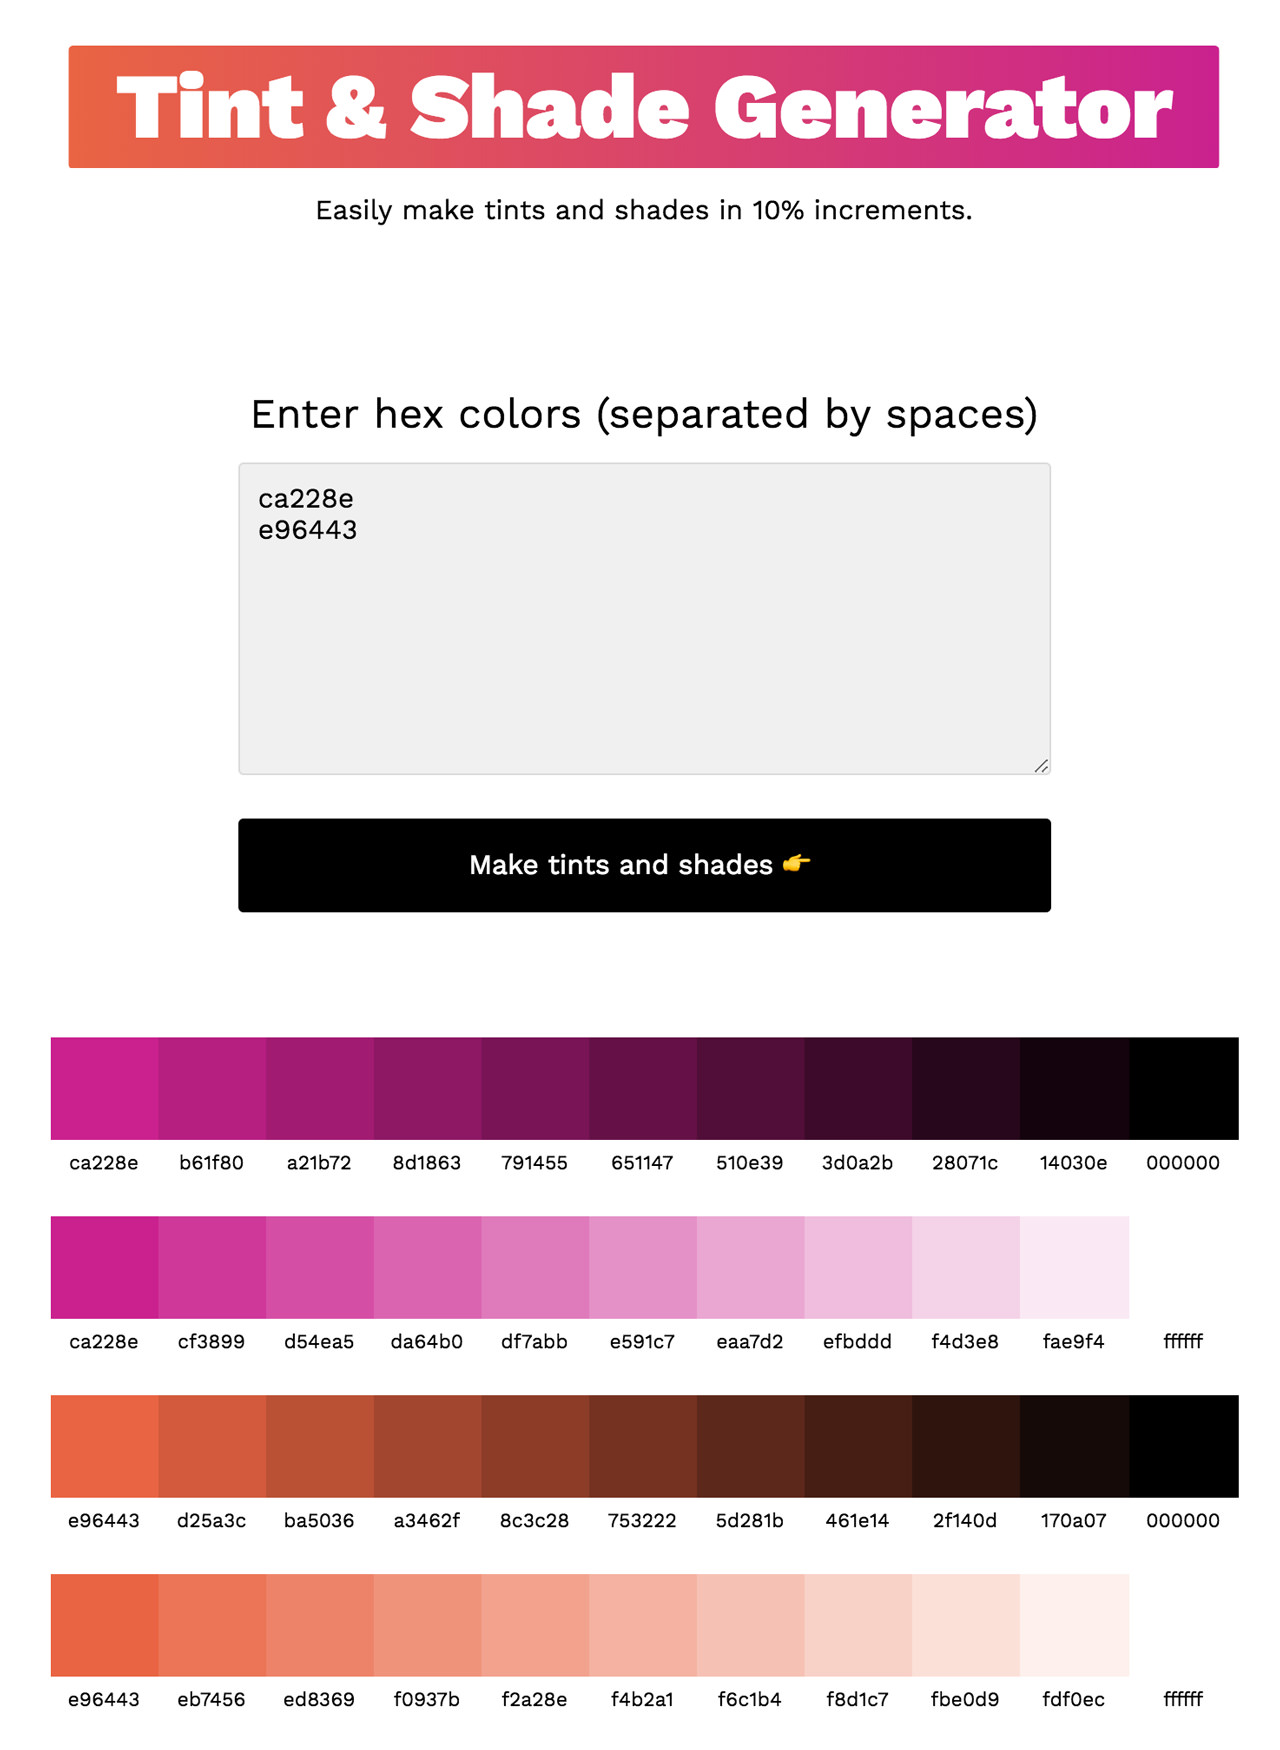 Tint & Shade Generator
Easily make tints and shades in 10% increments.
Enter hex colors (separated by spaces)
ca228e
e96443
Make tints and shades 👉
ca228e b61f80 a21b72 8d1863 791455 651147 510e39 3d0a2b 28071c 14030e 000000
ca228e cf3899 d54ea5 da64b0 df7abb e591c7 eaa7d2 efbddd f4d3e8 fae9f4 ffffff
e96443 d25a3c ba5036 a3462f 8c3c28 753222 5d281b 461e14 2f140d 170a07 000000
e96443 eb7456 ed8369 f0937b f2a28e f4b2a1 f6c1b4 f8d1c7 fbe0d9 fdf0ec ffffff